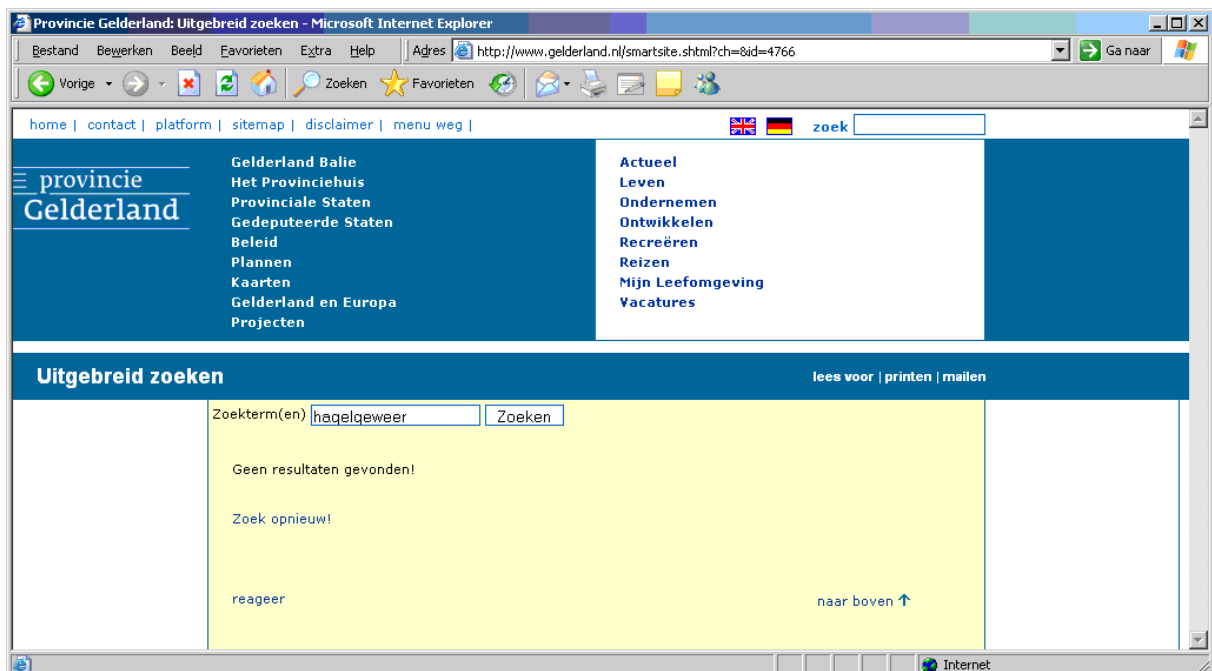 Provincie Gelderland: Uitgebreid zoeken - Microsoft Internet Explorer
Bestand Bewerken Beeld Favorieten Extra Help Adres http://www.gelderland.nl/smartsite.shtml?ch=&id=4766 Ga naar
Vorige Zoeken Favorieten
home | contact | platform | sitemap | disclaimer | menu weg | zoek
provincie
Gelderland
Gelderland Balie
Het Provinciehuis
Provinciale Staten
Gedeputeerde Staten
Beleid
Plannen
Kaarten
Gelderland en Europa
Projecten
Actueel
Leven
Ondernemen
Ontwikkelen
Recreëren
Reizen
Mijn Leefomgeving
Vacatures
Uitgebreid zoeken lees voor | printen | mailen
Zoekterm(en) hagelgeweer Zoeken
Geen resultaten gevonden!
Zoek opnieuw!
reageer naar boven ↑
Internet